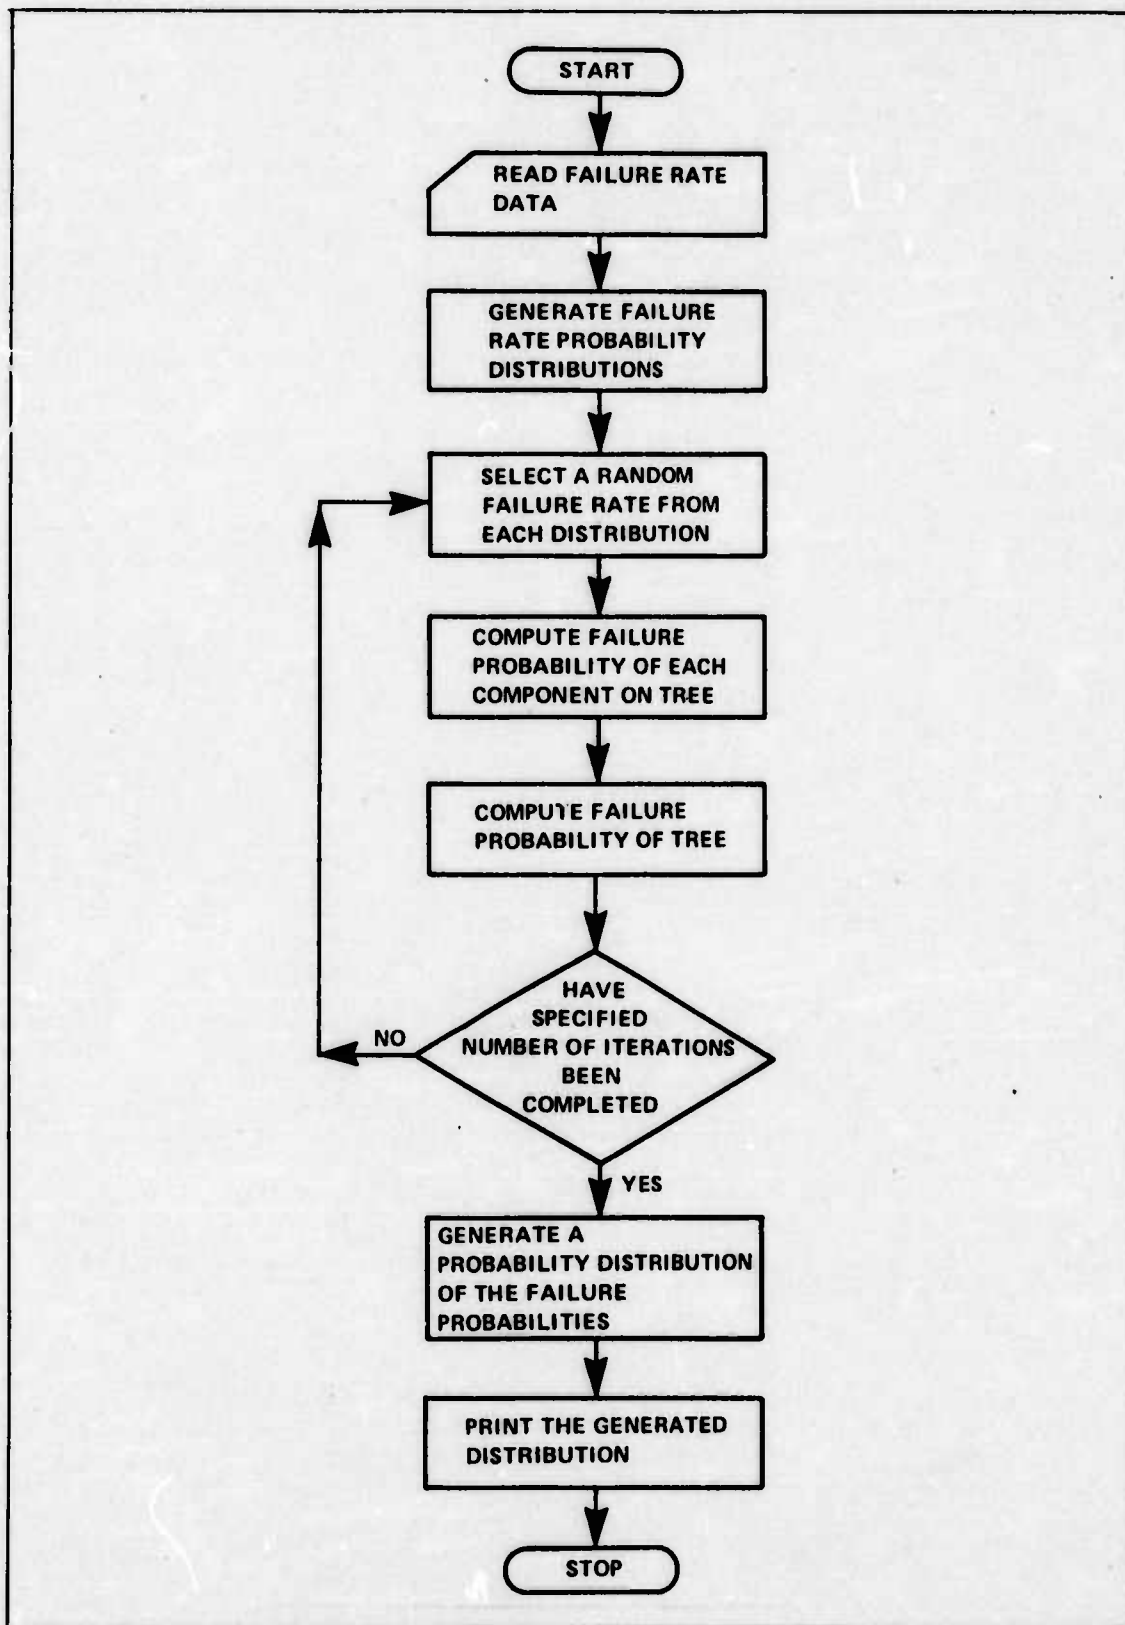 START
READ FAILURE RATE
DATA
GENERATE FAILURE
RATE PROBABILITY
DISTRIBUTIONS
SELECT A RANDOM
FAILURE RATE FROM
EACH DISTRIBUTION
COMPUTE FAILURE
PROBABILITY OF EACH
COMPONENT ON TREE
COMPUTE FAILURE
PROBABILITY OF TREE
HAVE
SPECIFIED
NUMBER OF ITERATIONS
BEEN
COMPLETED
NO
YES
GENERATE A
PROBABILITY DISTRIBUTION
OF THE FAILURE
PROBABILITIES
PRINT THE GENERATED
DISTRIBUTION
STOP